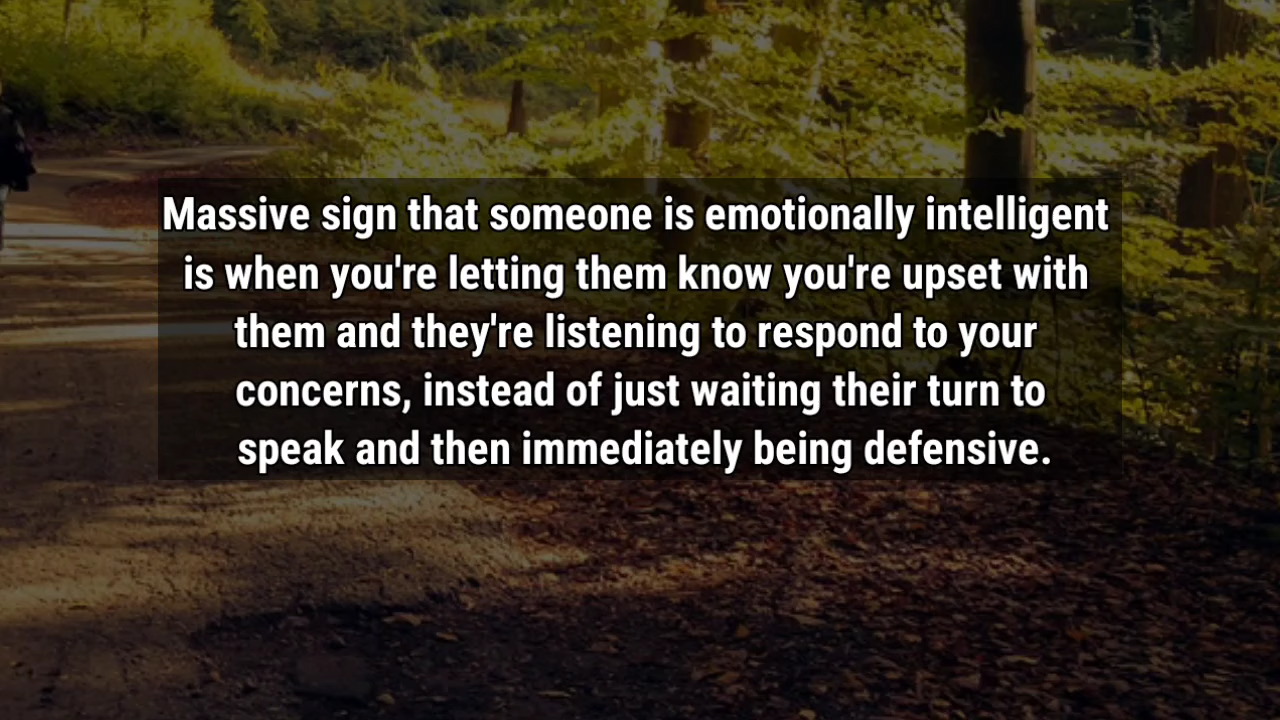 Massive sign that someone is emotionally intelligent
is when you're letting them know you're upset with
them and they're listening to respond to your
concerns, instead of just waiting their turn to
speak and then immediately being defensive.